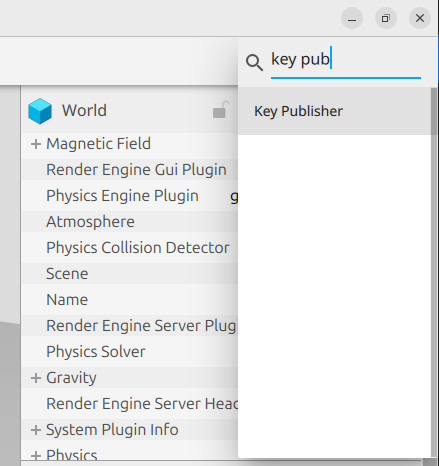 key pub
Key Publisher
World
Magnetic Field
Render Engine Gui Plugin
Physics Engine Plugin g
Atmosphere
Physics Collision Detector
Scene
Name
Render Engine Server Plug
Physics Solver
Gravity
Render Engine Server Head
System Plugin Info
Physics